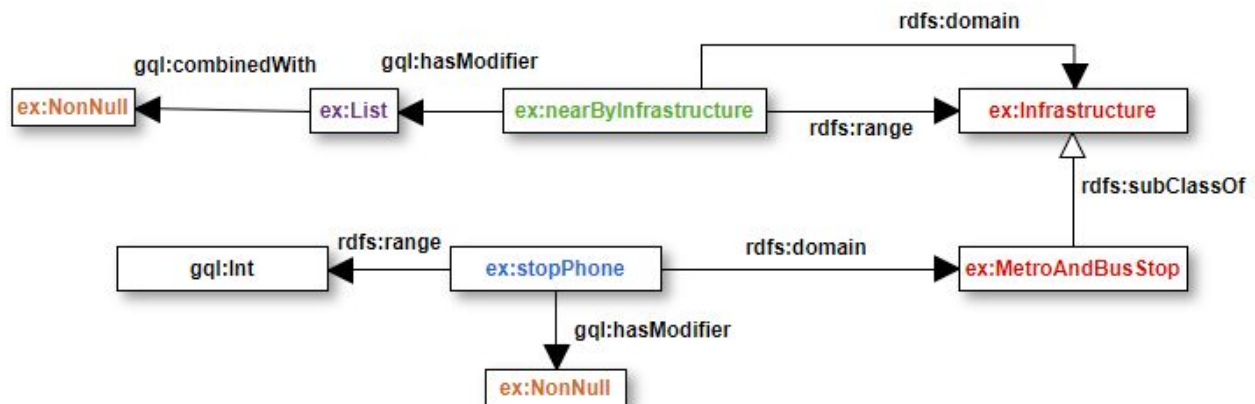 rdfs:domain
gql:combinedWith
gql:hasModifier
ex:NonNull
ex:List
ex:nearByInfrastructure
ex:Infrastructure
rdfs:range
rdfs:subClassOf
rdfs:range
rdfs:domain
gql:Int
ex:stopPhone
ex:MetroAndBusStop
gql:hasModifier
ex:NonNull